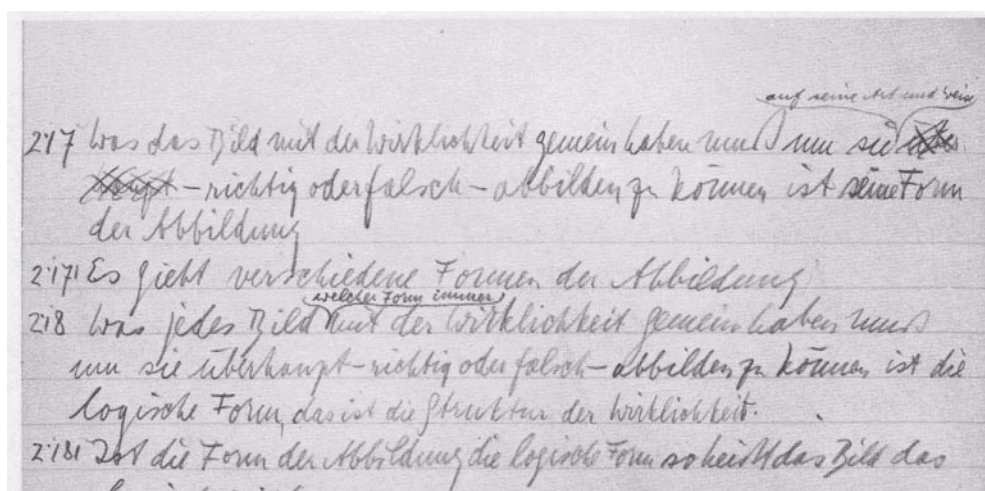 auf seine Art und Weise
2·17 Was das Bild mit der Wirklichkeit gemein haben muß um sie
– richtig oder falsch – abbilden zu können ist seine Form
der Abbildung
2·171 Es giebt verschiedene Formen der Abbildung
welcher Form immer
2·18 Was jedes Bild mit der Wirklichkeit gemein haben muß
um sie überhaupt – richtig oder falsch – abbilden zu können ist die
logische Form, das ist die Struktur der Wirklichkeit.
2·181 Ist die Form der Abbildung die logische Form so heißt das Bild das